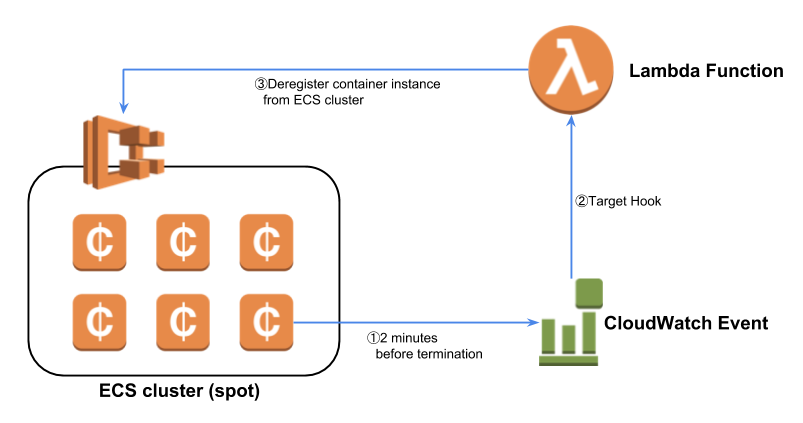 Lambda Function
③Deregister container instance
from ECS cluster
②Target Hook
CloudWatch Event
①2 minutes
before termination
ECS cluster (spot)